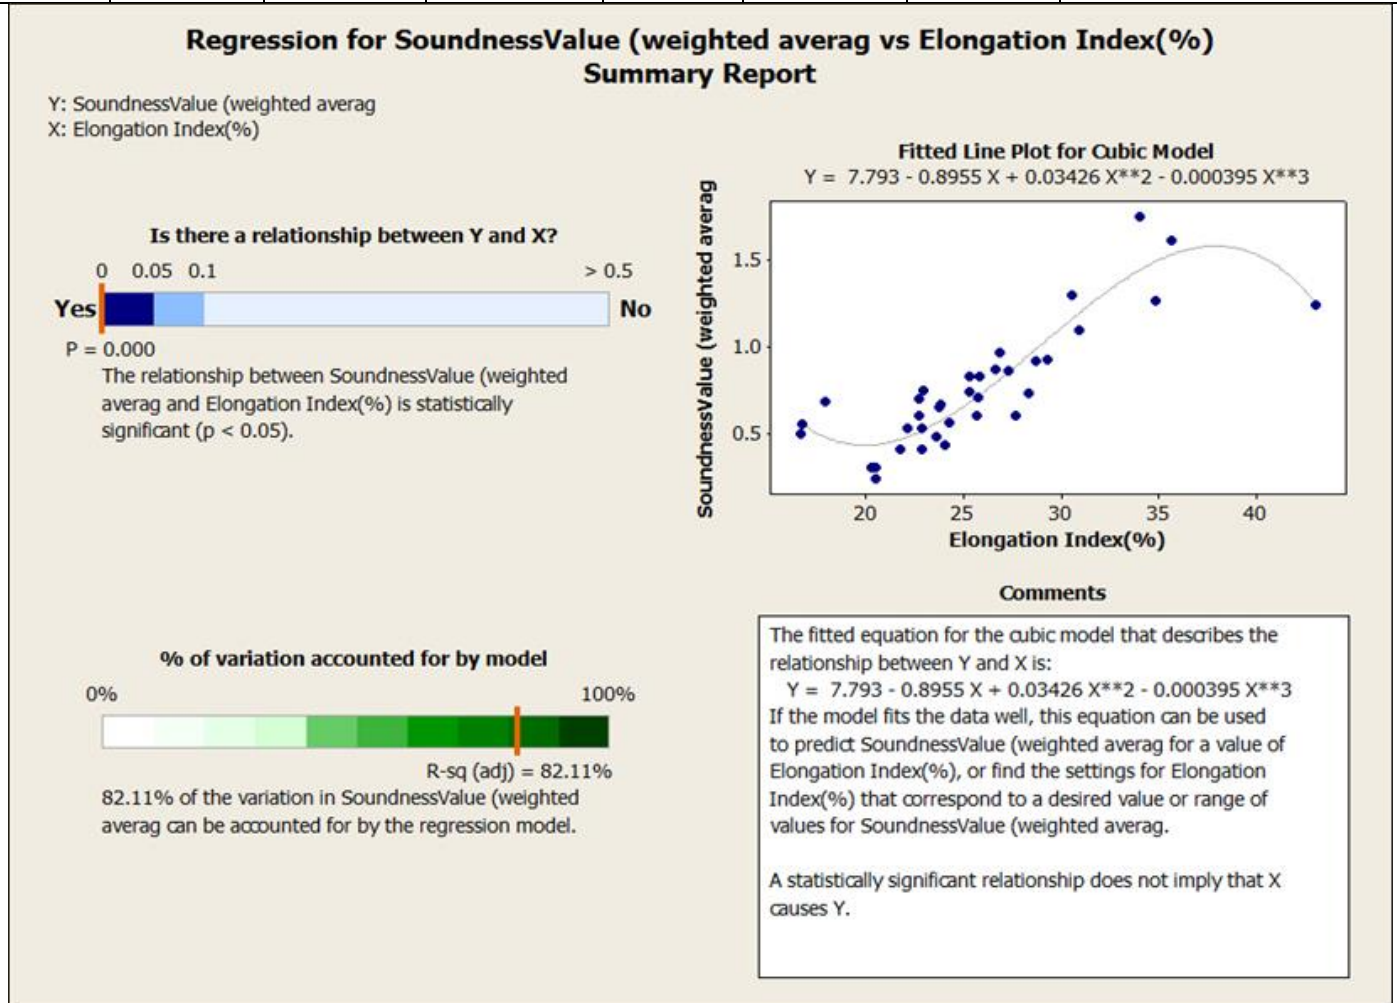 Regression for SoundnessValue (weighted averag vs Elongation Index(%)
Summary Report
Y: SoundnessValue (weighted averag
X: Elongation Index(%)
Is there a relationship between Y and X?
0 0.05 0.1 > 0.5
Yes No
P = 0.000
The relationship between SoundnessValue (weighted
averag and Elongation Index(%) is statistically
significant (p < 0.05).
% of variation accounted for by model
0% 100%
R-sq (adj) = 82.11%
82.11% of the variation in SoundnessValue (weighted
averag can be accounted for by the regression model.
Fitted Line Plot for Cubic Model
Y = 7.793 - 0.8955 X + 0.03426 X**2 - 0.000395 X**3
SoundnessValue (weighted averag
1.5
1.0
0.5
20 25 30 35 40
Elongation Index(%)
Comments
The fitted equation for the cubic model that describes the
relationship between Y and X is:
Y = 7.793 - 0.8955 X + 0.03426 X**2 - 0.000395 X**3
If the model fits the data well, this equation can be used
to predict SoundnessValue (weighted averag for a value of
Elongation Index(%), or find the settings for Elongation
Index(%) that correspond to a desired value or range of
values for SoundnessValue (weighted averag.
A statistically significant relationship does not imply that X
causes Y.